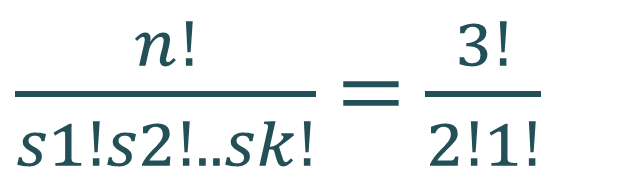 n! / s1!s2!..sk! = 3! / 2!1!